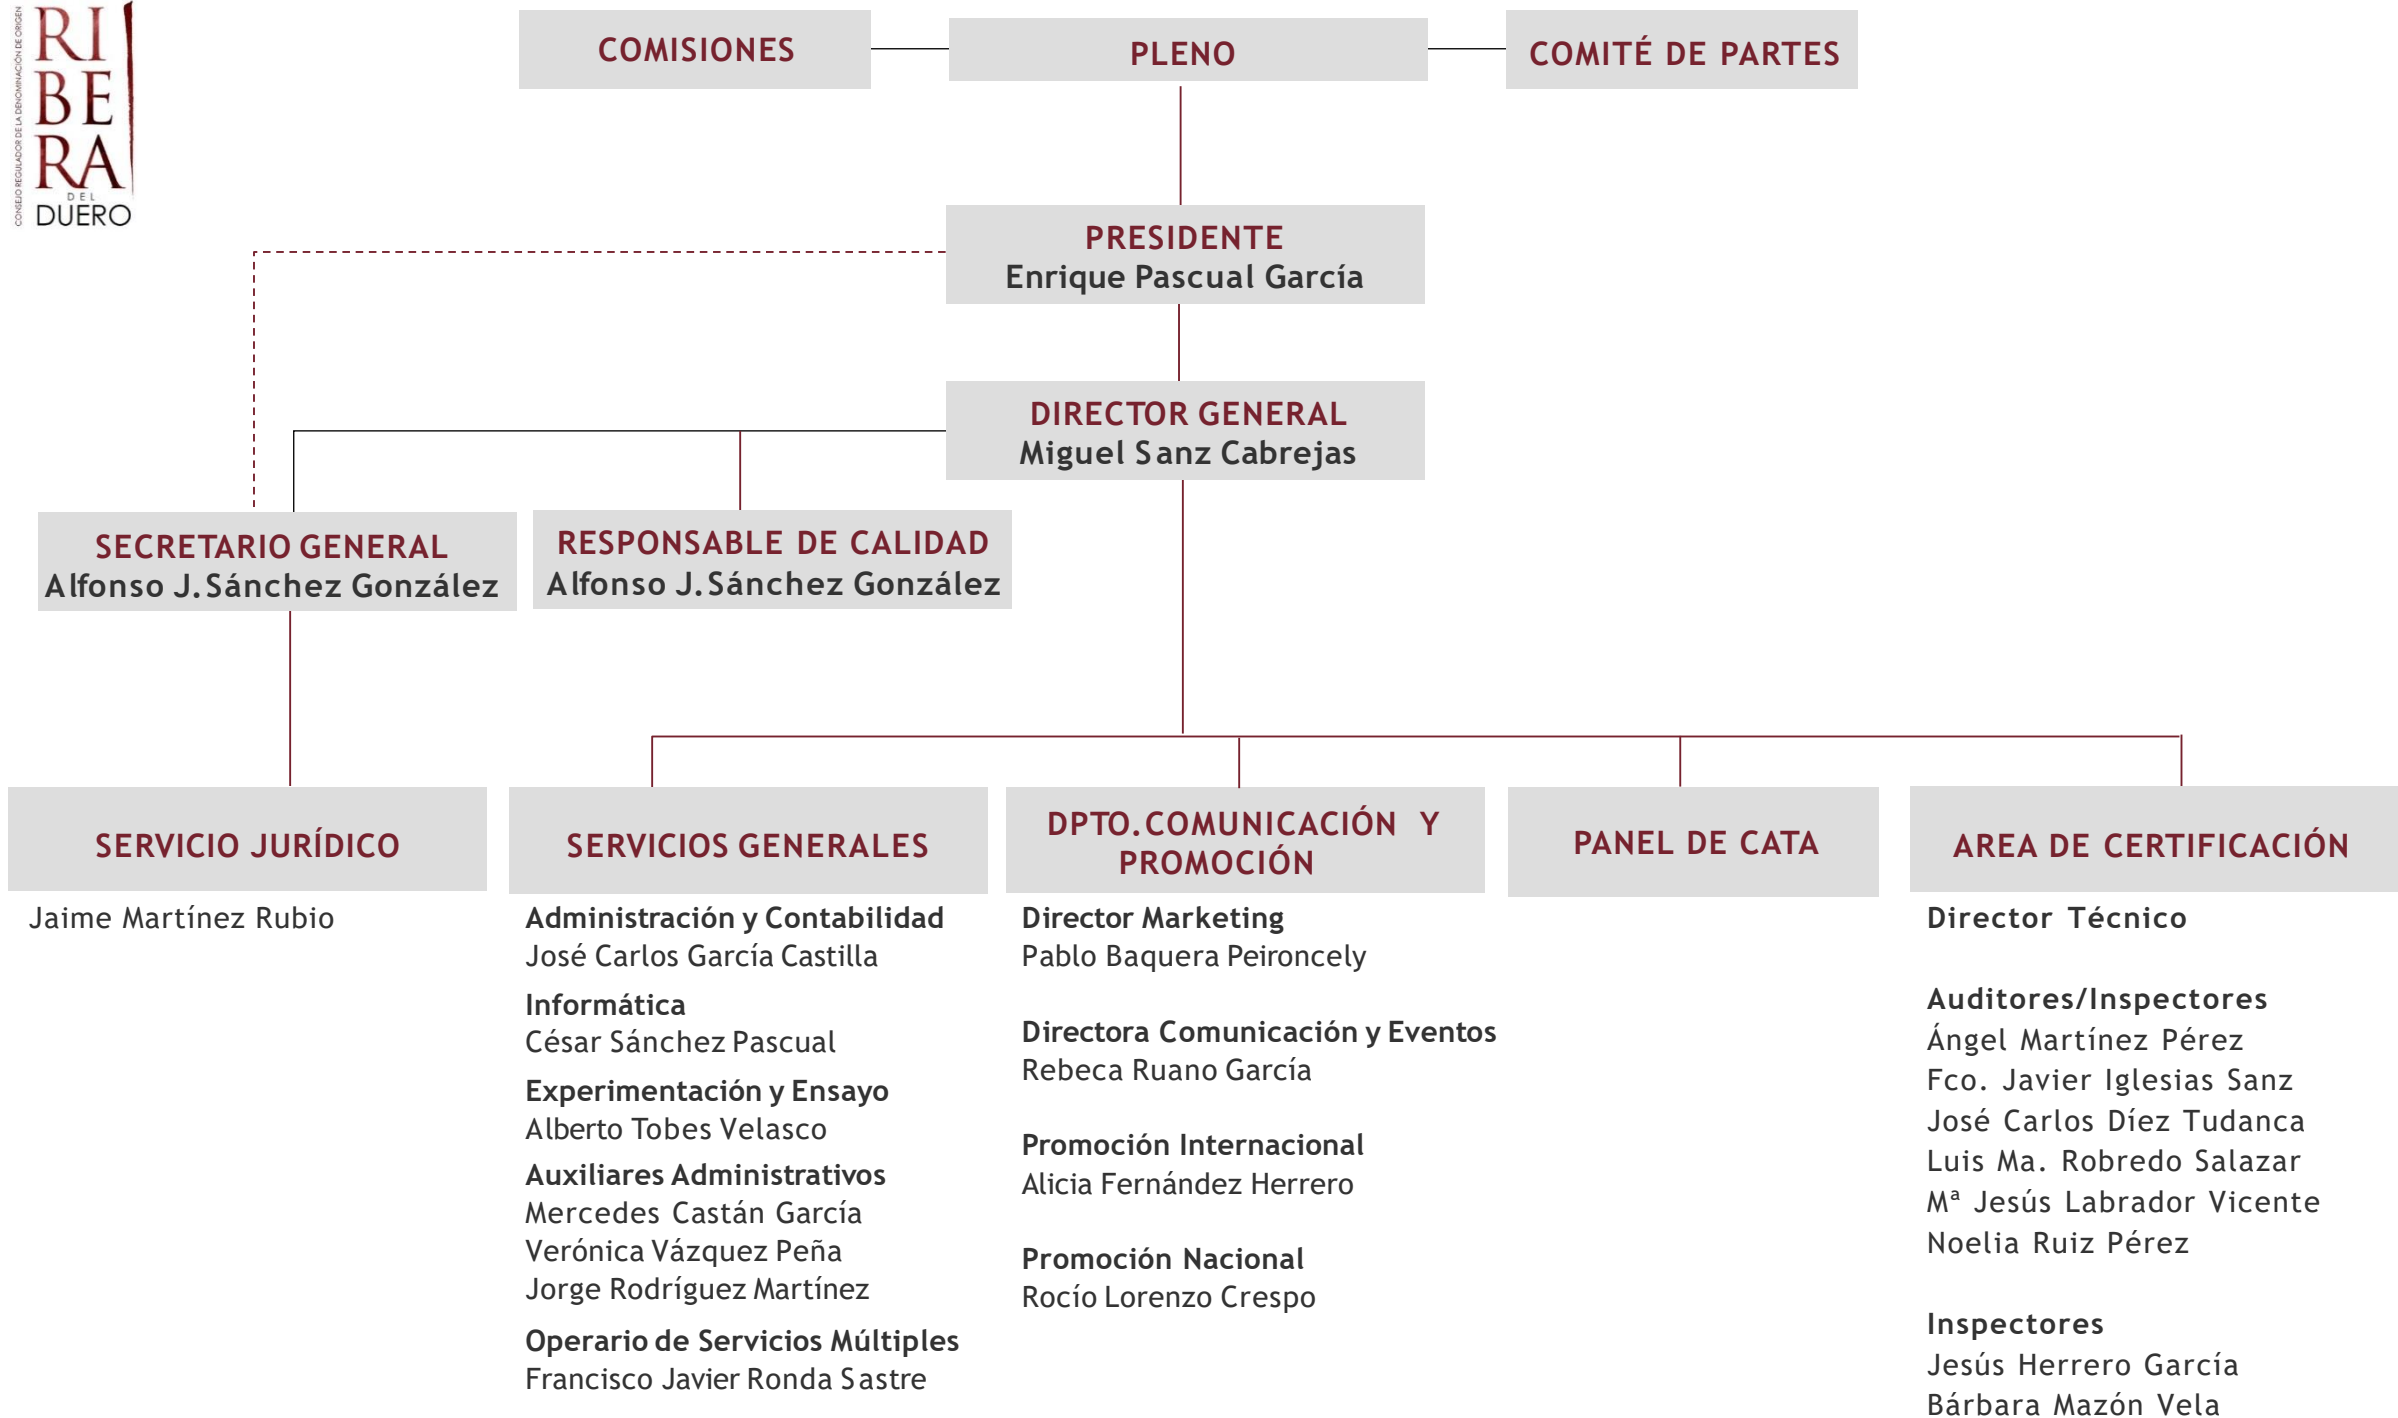 CONSEJO REGULADOR DE LA DENOMINACIÓN DE ORIGEN
RI
BE
RA
DEL
DUERO
COMISIONES
PLENO
COMITÉ DE PARTES
PRESIDENTE
Enrique Pascual García
DIRECTOR GENERAL
Miguel Sanz Cabrejas
SECRETARIO GENERAL
Alfonso J. Sánchez González
RESPONSABLE DE CALIDAD
Alfonso J. Sánchez González
SERVICIO JURÍDICO
Jaime Martínez Rubio
SERVICIOS GENERALES
Administración y Contabilidad
José Carlos García Castilla
Informática
César Sánchez Pascual
Experimentación y Ensayo
Alberto Tobes Velasco
Auxiliares Administrativos
Mercedes Castán García
Verónica Vázquez Peña
Jorge Rodríguez Martínez
Operario de Servicios Múltiples
Francisco Javier Ronda Sastre
DPTO.COMUNICACIÓN Y
PROMOCIÓN
Director Marketing
Pablo Baquera Peironcely
Directora Comunicación y Eventos
Rebeca Ruano García
Promoción Internacional
Alicia Fernández Herrero
Promoción Nacional
Rocío Lorenzo Crespo
PANEL DE CATA
AREA DE CERTIFICACIÓN
Director Técnico
Auditores/Inspectores
Ángel Martínez Pérez
Fco. Javier Iglesias Sanz
José Carlos Díez Tudanca
Luis Ma. Robredo Salazar
Mª Jesús Labrador Vicente
Noelia Ruiz Pérez
Inspectores
Jesús Herrero García
Bárbara Mazón Vela